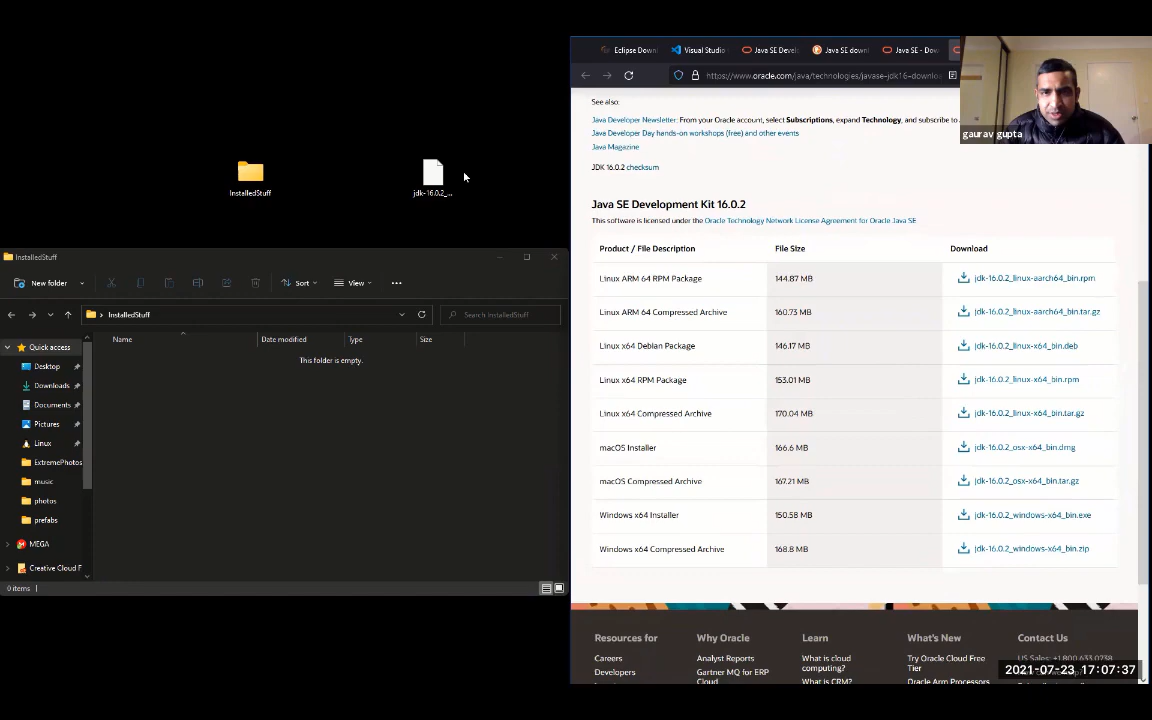 InstalledStuff
jdk-16.0.2_...
InstalledStuff
New folder
Sort
View
InstalledStuff
Search InstalledStuff
Name
Date modified
Type
Size
This folder is empty.
Quick access
Desktop
Downloads
Documents
Pictures
Linux
ExtremePhotos
music
photos
prefabs
MEGA
Creative Cloud F
0 items
Eclipse Down
Visual Studio
Java SE Devel
Java SE downl
Java SE - Dow
https://www.oracle.com/java/technologies/javase-jdk16-downloa
gaurav gupta
See also:
Java Developer Newsletter: From your Oracle account, select Subscriptions, expand Technology, and subscribe to
Java Developer Day hands-on workshops (free) and other events
Java Magazine
JDK 16.0.2 checksum
Java SE Development Kit 16.0.2
This software is licensed under the Oracle Technology Network License Agreement for Oracle Java SE
Product / File Description File Size Download
Linux ARM 64 RPM Package 144.87 MB jdk-16.0.2_linux-aarch64_bin.rpm
Linux ARM 64 Compressed Archive 160.73 MB jdk-16.0.2_linux-aarch64_bin.tar.gz
Linux x64 Debian Package 146.17 MB jdk-16.0.2_linux-x64_bin.deb
Linux x64 RPM Package 153.01 MB jdk-16.0.2_linux-x64_bin.rpm
Linux x64 Compressed Archive 170.04 MB jdk-16.0.2_linux-x64_bin.tar.gz
macOS Installer 166.6 MB jdk-16.0.2_osx-x64_bin.dmg
macOS Compressed Archive 167.21 MB jdk-16.0.2_osx-x64_bin.tar.gz
Windows x64 Installer 150.58 MB jdk-16.0.2_windows-x64_bin.exe
Windows x64 Compressed Archive 168.8 MB jdk-16.0.2_windows-x64_bin.zip
Resources for
Careers
Developers
Why Oracle
Analyst Reports
Gartner MQ for ERP
Cloud
Learn
What is cloud
computing?
What is CRM?
What's New
Try Oracle Cloud Free
Tier
Oracle Arm Processors
Contact Us
US Sales: +1.800.633.0738
2021-07-23 17:07:37